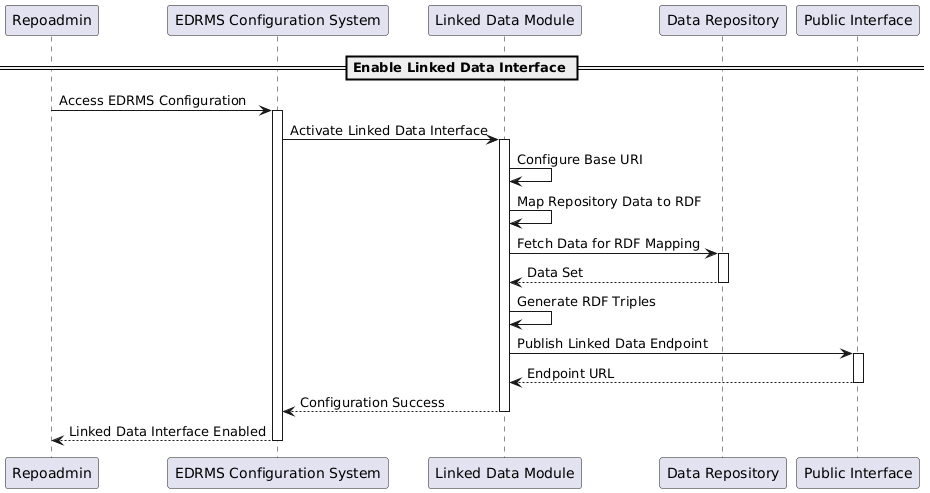 Repoadmin
EDRMS Configuration System
Linked Data Module
Data Repository
Public Interface
Enable Linked Data Interface
Access EDRMS Configuration
Activate Linked Data Interface
Configure Base URI
Map Repository Data to RDF
Fetch Data for RDF Mapping
Data Set
Generate RDF Triples
Publish Linked Data Endpoint
Endpoint URL
Configuration Success
Linked Data Interface Enabled
Repoadmin
EDRMS Configuration System
Linked Data Module
Data Repository
Public Interface